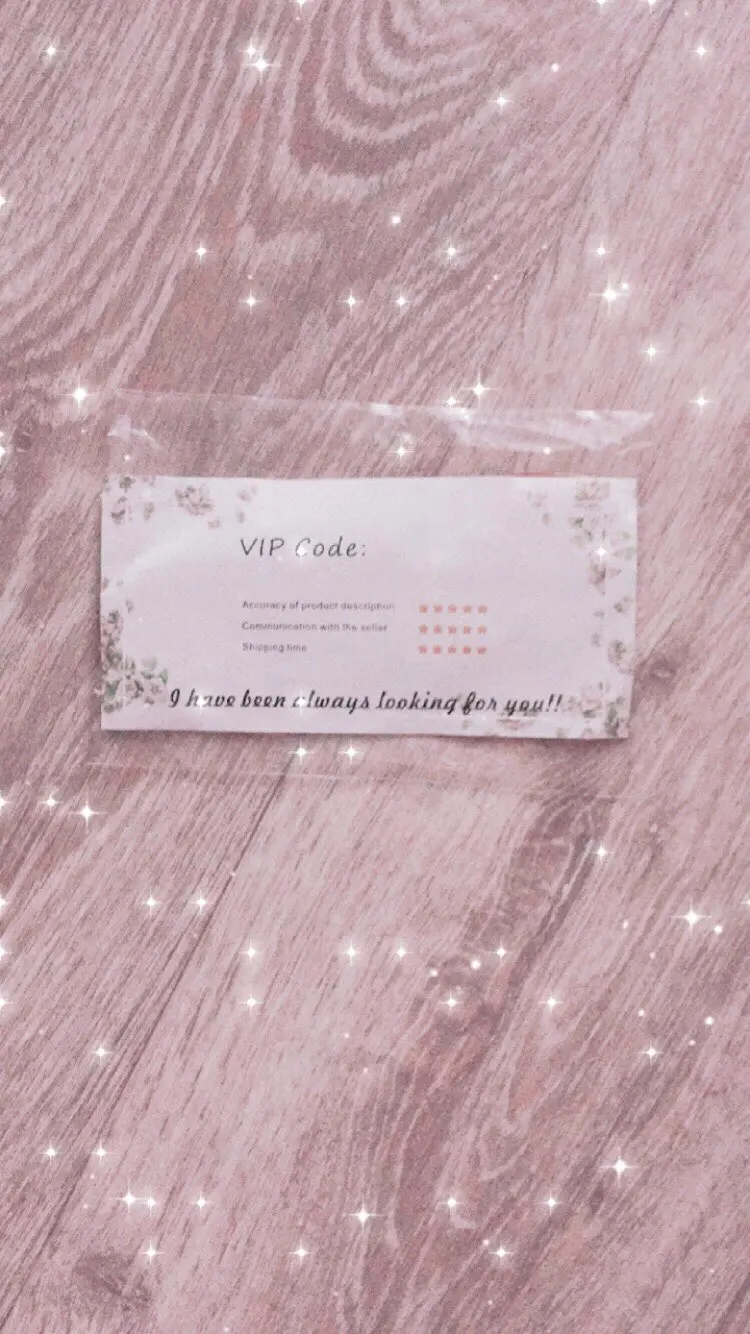 VIP Code:
Accuracy of product description
Communication with the seller
Shipping time
I have been always looking for you!!